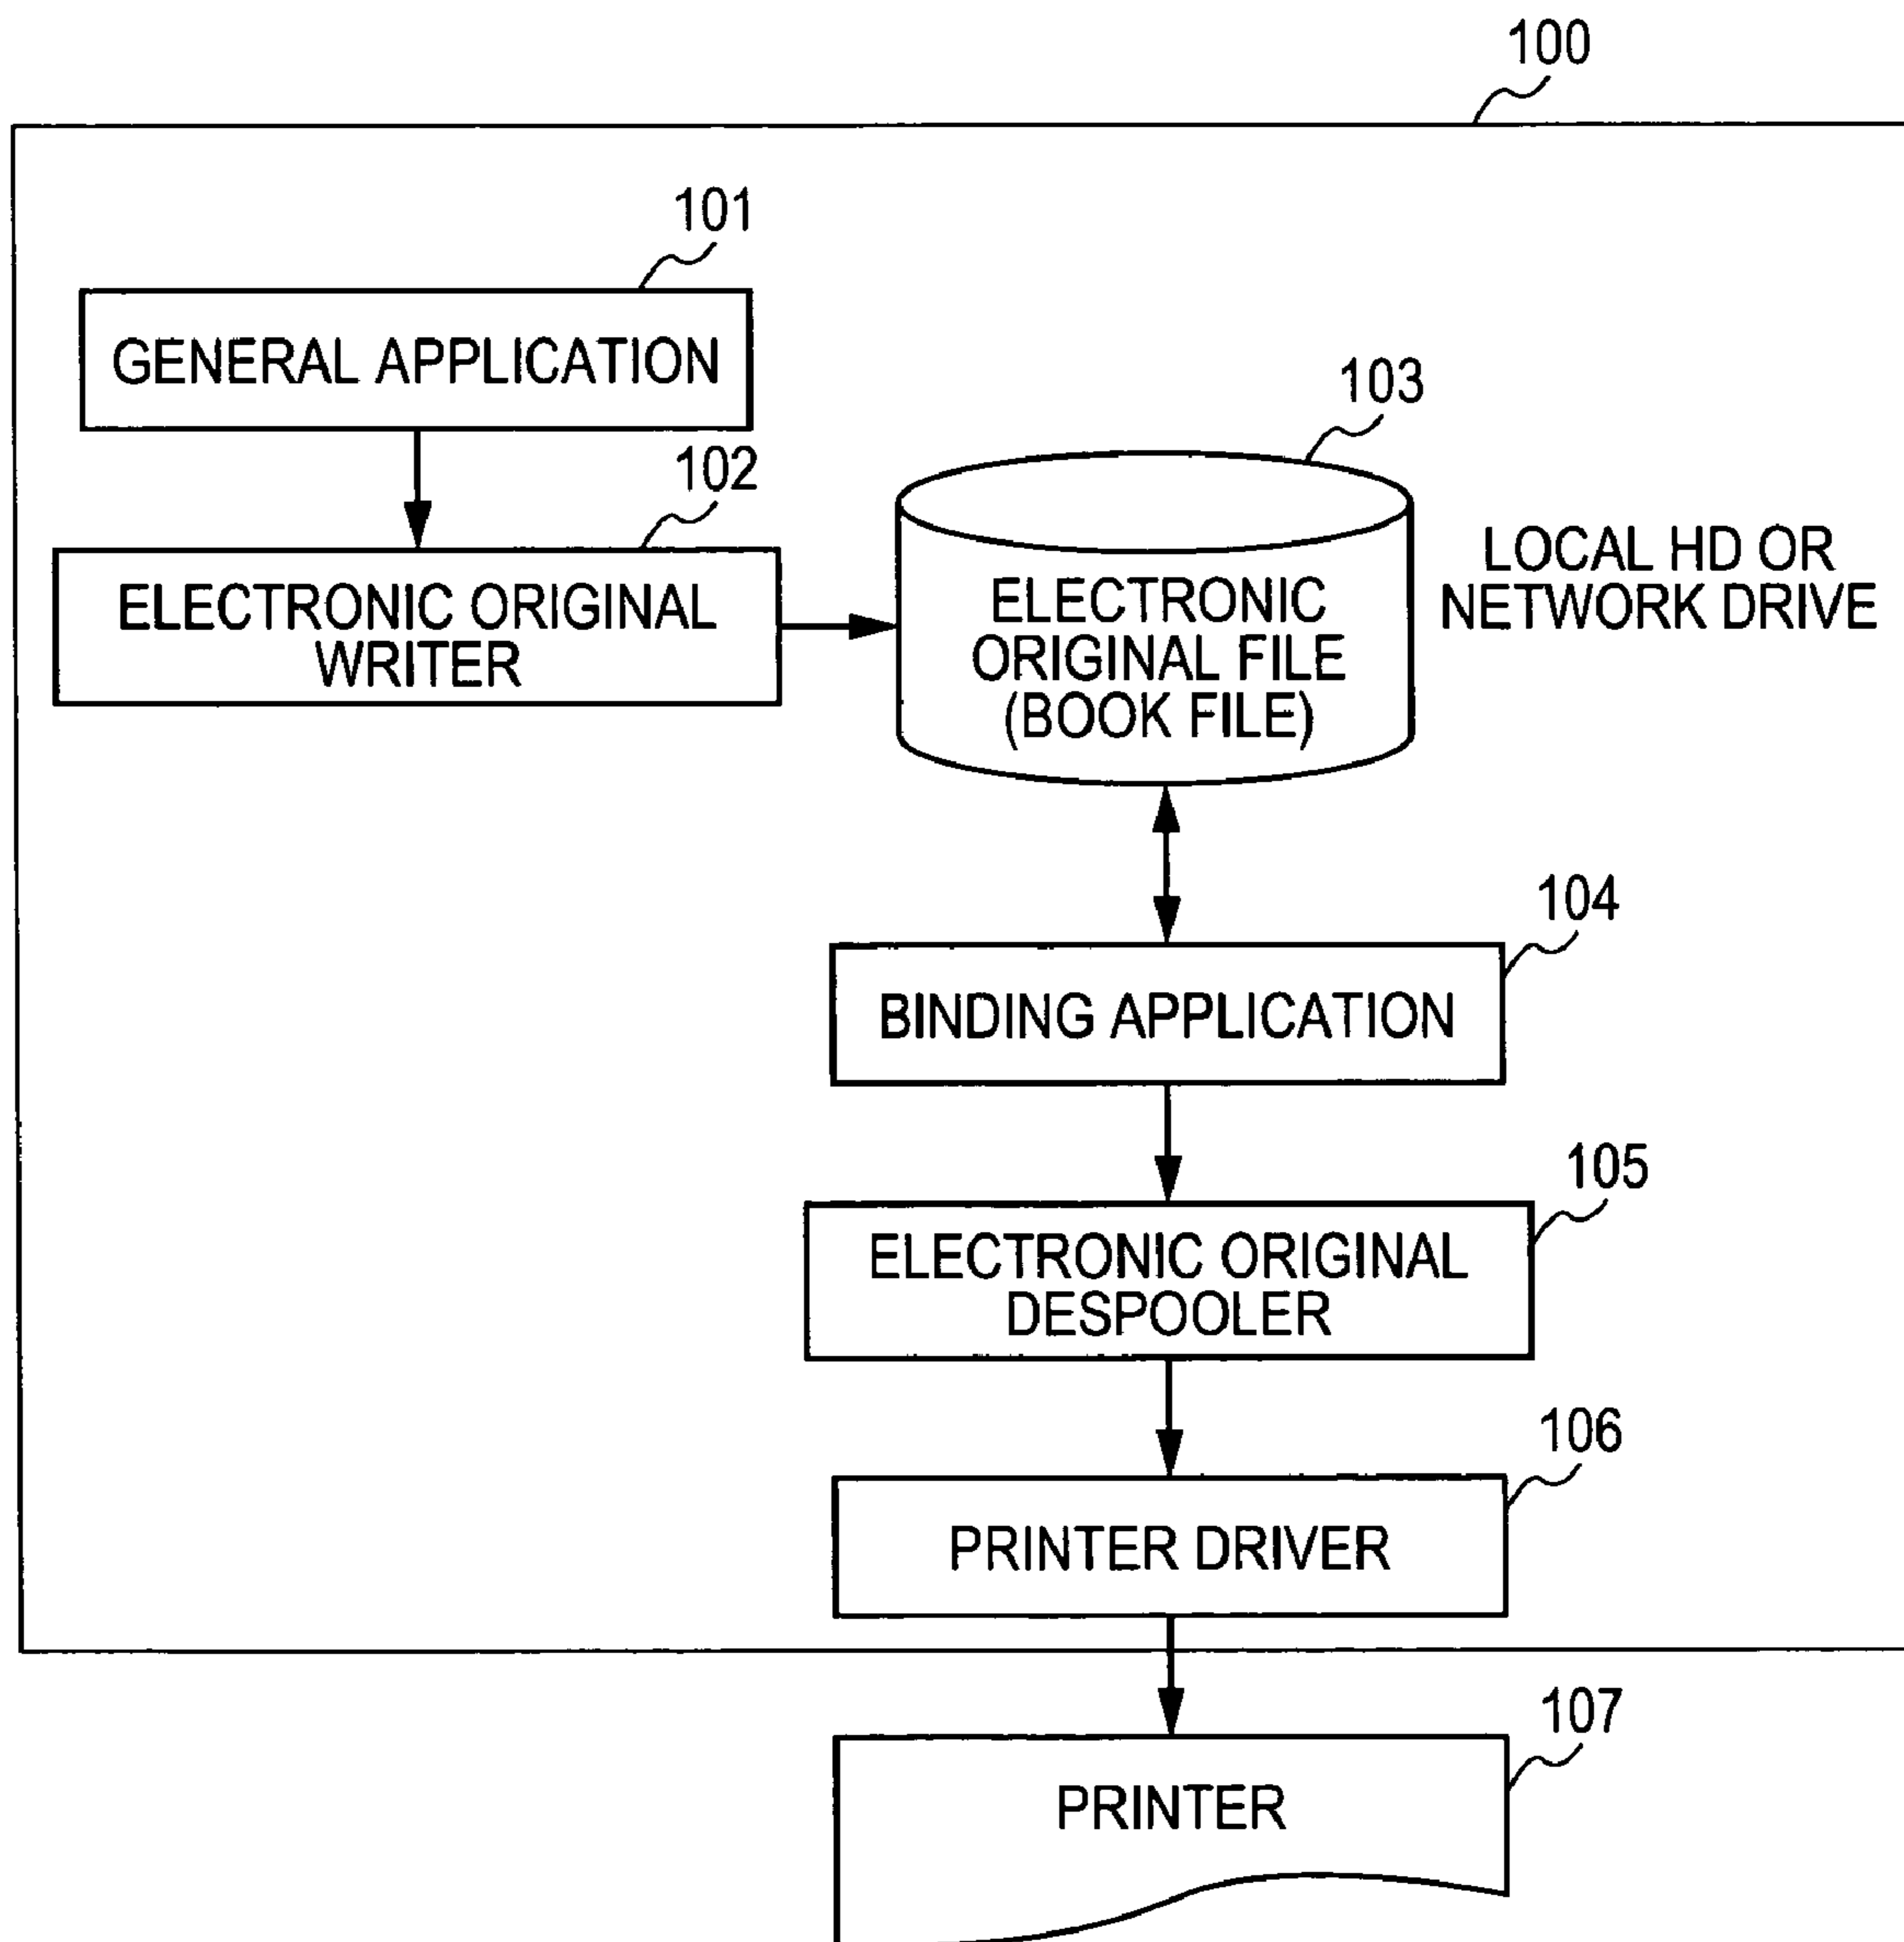 100
101
GENERAL APPLICATION
102
ELECTRONIC ORIGINAL
WRITER
103
ELECTRONIC
ORIGINAL FILE
(BOOK FILE)
LOCAL HD OR
NETWORK DRIVE
104
BINDING APPLICATION
105
ELECTRONIC ORIGINAL
DESPOOLER
106
PRINTER DRIVER
107
PRINTER